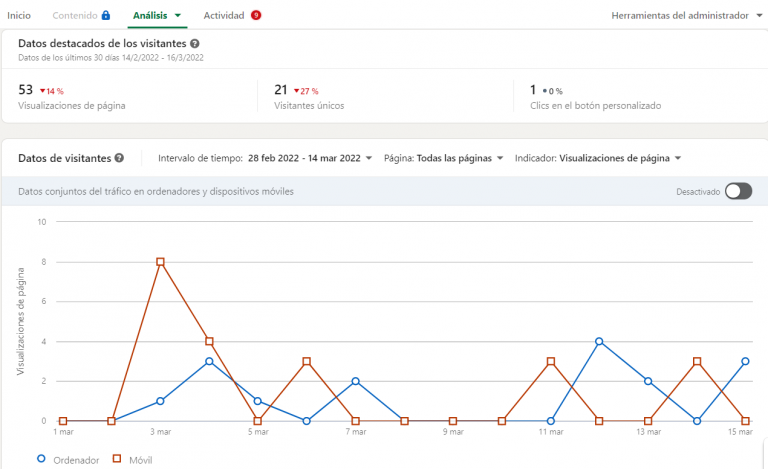 Inicio Contenido Análisis Actividad 9 Herramientas del administrador
Datos destacados de los visitantes ?
Datos de los últimos 30 días 14/2/2022 - 16/3/2022
53 14 % 21 27 % 1 0 %
Visualizaciones de página Visitantes únicos Clics en el botón personalizado
Datos de visitantes ? Intervalo de tiempo: 28 feb 2022 - 14 mar 2022 Página: Todas las páginas Indicador: Visualizaciones de página
Datos conjuntos del tráfico en ordenadores y dispositivos móviles Desactivado
Visualizaciones de página
10
8
6
4
2
0
1 mar 3 mar 5 mar 7 mar 9 mar 11 mar 13 mar 15 mar
Ordenador Móvil